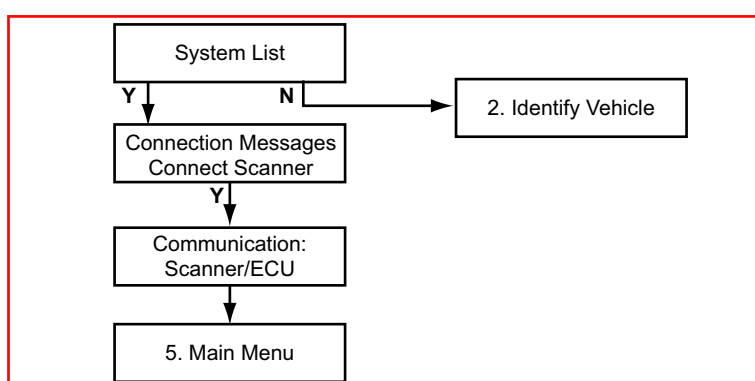 System List
Y
N
2. Identify Vehicle
Connection Messages
Connect Scanner
Y
Communication:
Scanner/ECU
5. Main Menu